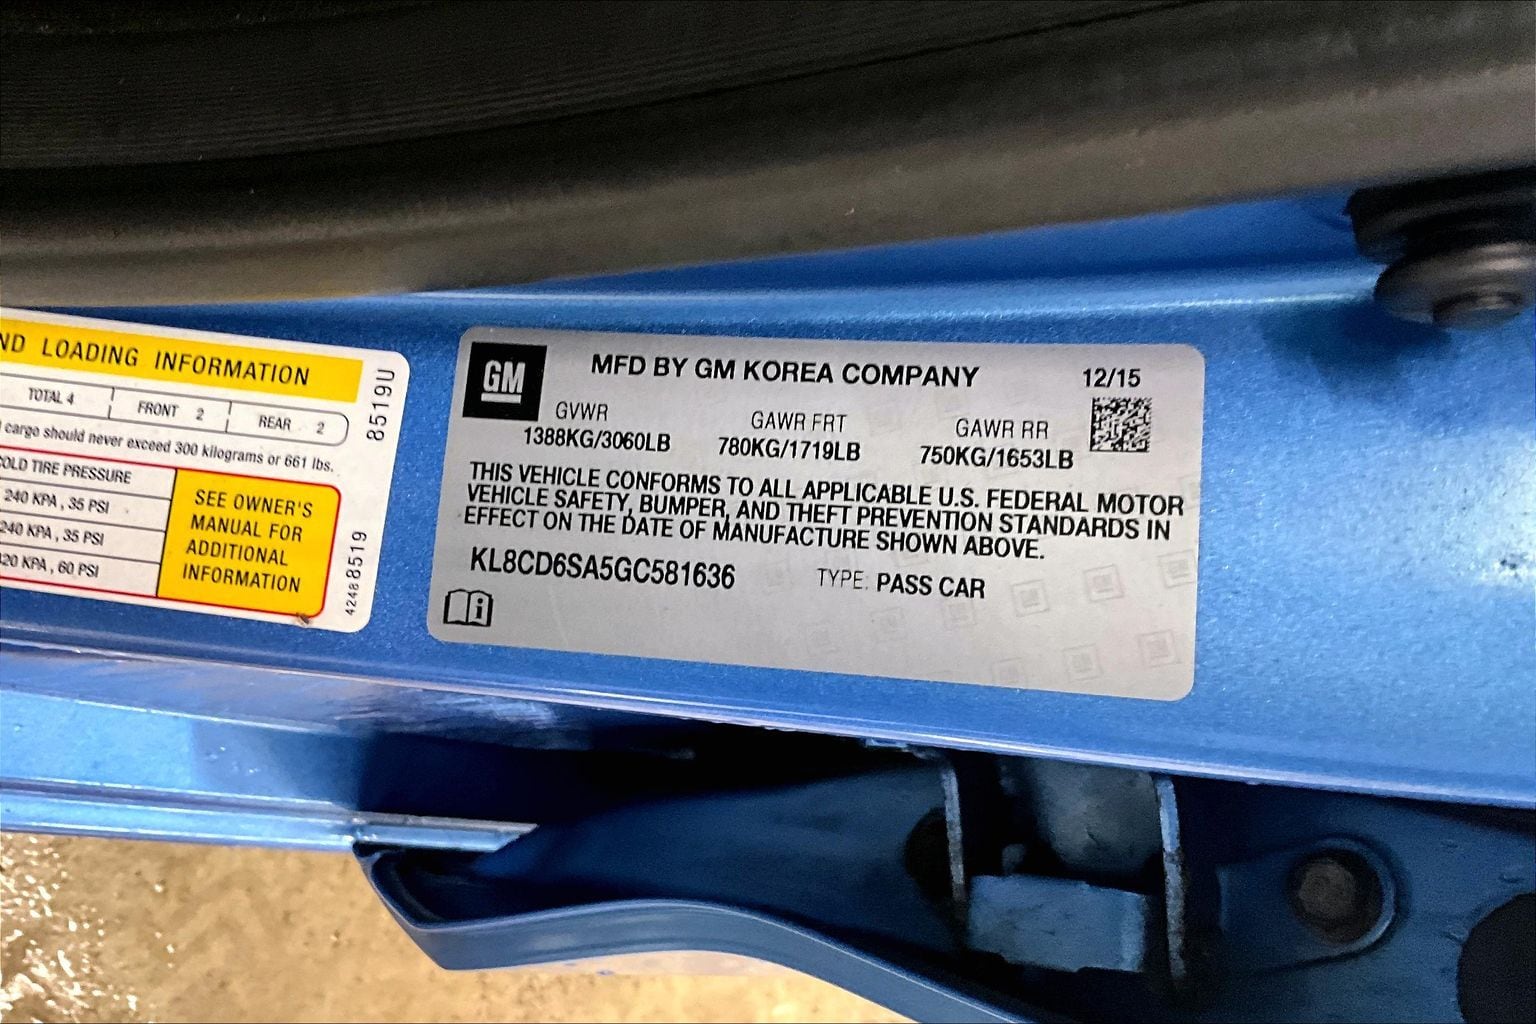 ND LOADING INFORMATION
TOTAL 4 FRONT 2 REAR 2
cargo should never exceed 300 kilograms or 661 lbs.
OLD TIRE PRESSURE
240 KPA , 35 PSI
240 KPA , 35 PSI
420 KPA , 60 PSI
SEE OWNER'S
MANUAL FOR
ADDITIONAL
INFORMATION
8519U
42488519
GM
MFD BY GM KOREA COMPANY 12/15
GVWR GAWR FRT GAWR RR
1388KG/3060LB 780KG/1719LB 750KG/1653LB
THIS VEHICLE CONFORMS TO ALL APPLICABLE U.S. FEDERAL MOTOR
VEHICLE SAFETY, BUMPER, AND THEFT PREVENTION STANDARDS IN
EFFECT ON THE DATE OF MANUFACTURE SHOWN ABOVE.
KL8CD6SA5GC581636 TYPE: PASS CAR